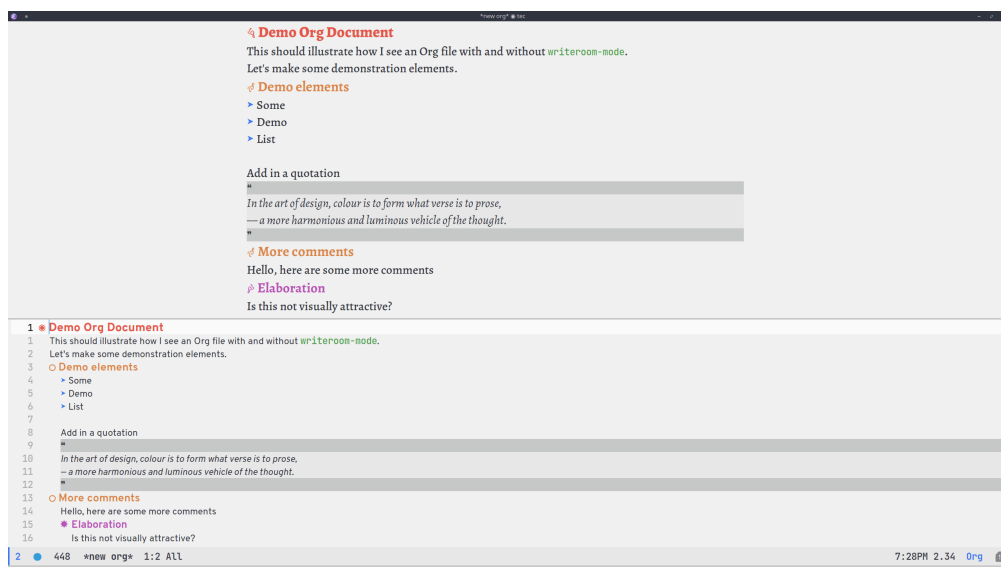 *new org* ◉ tec
Demo Org Document
This should illustrate how I see an Org file with and without writeroom-mode.
Let's make some demonstration elements.
Demo elements
➤ Some
➤ Demo
➤ List
Add in a quotation
❝
In the art of design, colour is to form what verse is to prose,
— a more harmonious and luminous vehicle of the thought.
❞
More comments
Hello, here are some more comments
Elaboration
Is this not visually attractive?
1 ◉ Demo Org Document
1 This should illustrate how I see an Org file with and without writeroom-mode.
2 Let's make some demonstration elements.
3 ○ Demo elements
4 ➤ Some
5 ➤ Demo
6 ➤ List
7
8 Add in a quotation
9 ❝
10 In the art of design, colour is to form what verse is to prose,
11 — a more harmonious and luminous vehicle of the thought.
12 ❞
13 ○ More comments
14 Hello, here are some more comments
15 ✸ Elaboration
16 Is this not visually attractive?
2 ● 448 *new org* 1:2 All 7:28PM 2.34 Org